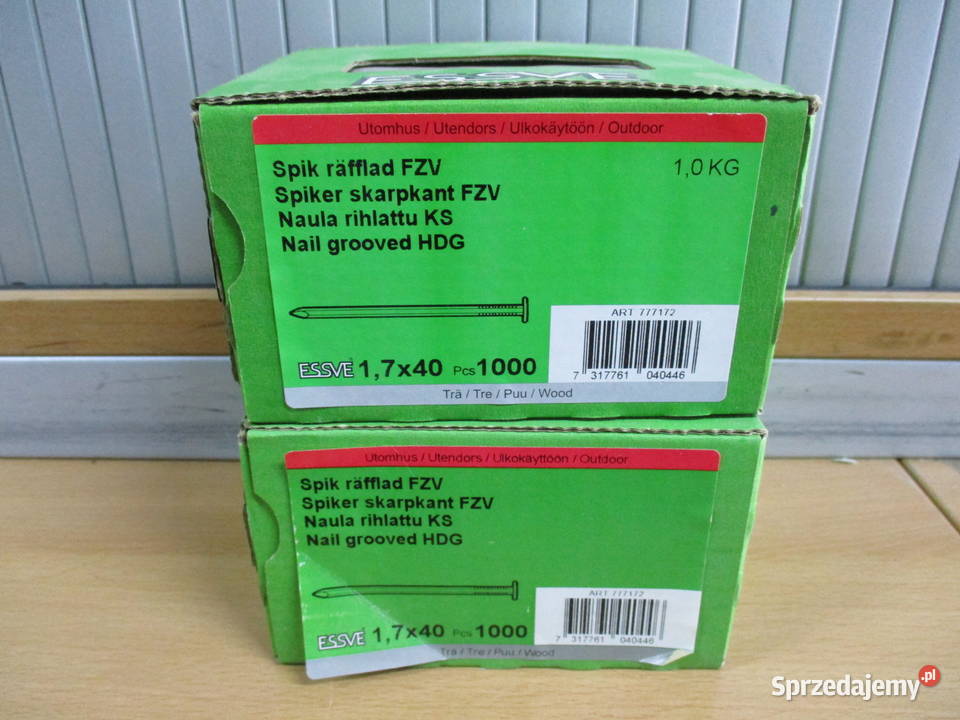 ESSVE
Utomhus / Utendors / Ulkokäytöön / Outdoor
Spik räfflad FZV
1,0 KG
Spiker skarpkant FZV
Naula rihlattu KS
Nail grooved HDG
ART 777172
7 317761 040446
ESSVE 1,7x40 Pcs 1000
Trä / Tre / Puu / Wood
Utomhus / Utendors / Ulkokäyttöön / Outdoor
Spik räfflad FZV
Spiker skarpkant FZV
Naula rihlattu KS
Nail grooved HDG
ART 777172
7 317761 040446
ESSVE 1,7x40 Pcs 1000
Trä / Tre / Puu / Wood
Sprzedajemy.pl